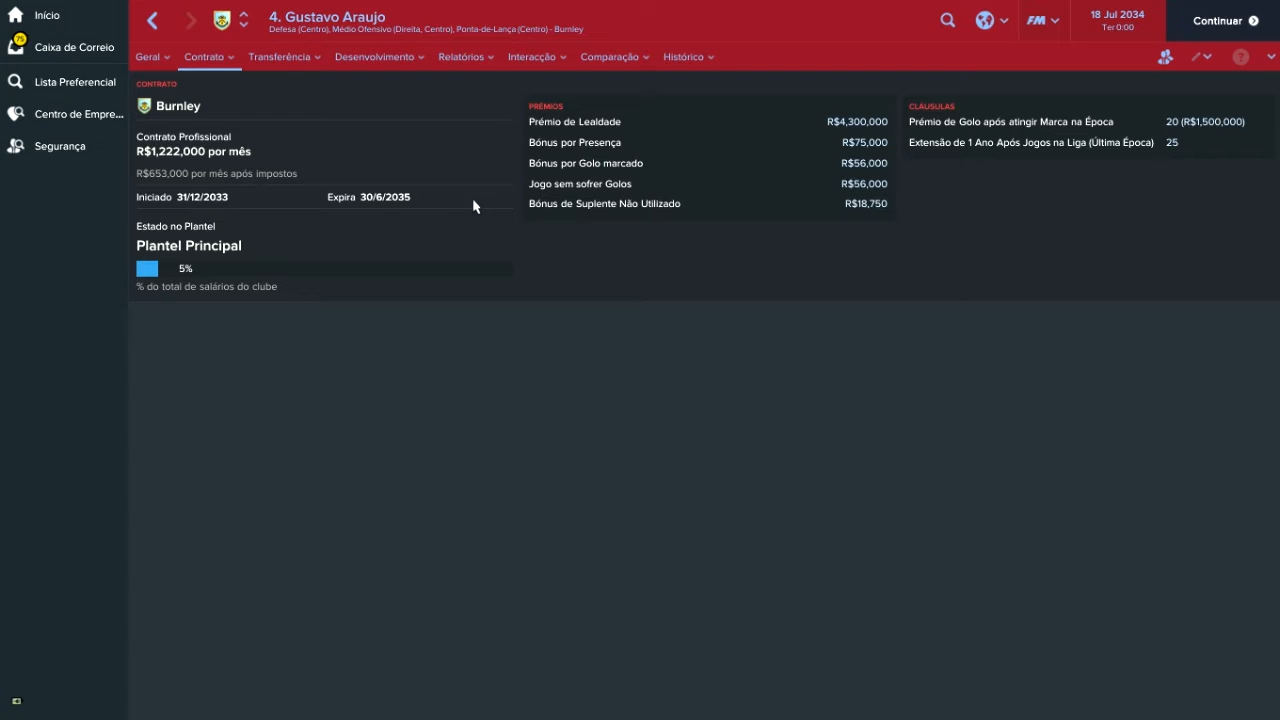 Início
4. Gustavo Araujo
Defesa (Centro), Médio Ofensivo (Direita, Centro), Ponta-de-Lança (Centro) - Burnley
FM
18 Jul 2034
Ter 0:00
Continuar
75
Caixa de Correio
Lista Preferencial
Centro de Empre...
Segurança
Geral
Contrato
Transferência
Desenvolvimento
Relatórios
Interacção
Comparação
Histórico
?
CONTRATO
Burnley
Contrato Profissional
R$1,222,000 por mês
R$653,000 por mês após impostos
Iniciado 31/12/2033 Expira 30/6/2035
Estado no Plantel
Plantel Principal
5%
% do total de salários do clube
PRÉMIOS
Prémio de Lealdade R$4,300,000
Bónus por Presença R$75,000
Bónus por Golo marcado R$56,000
Jogo sem sofrer Golos R$56,000
Bónus de Suplente Não Utilizado R$18,750
CLÁUSULAS
Prémio de Golo após atingir Marca na Época 20 (R$1,500,000)
Extensão de 1 Ano Após Jogos na Liga (Última Época) 25